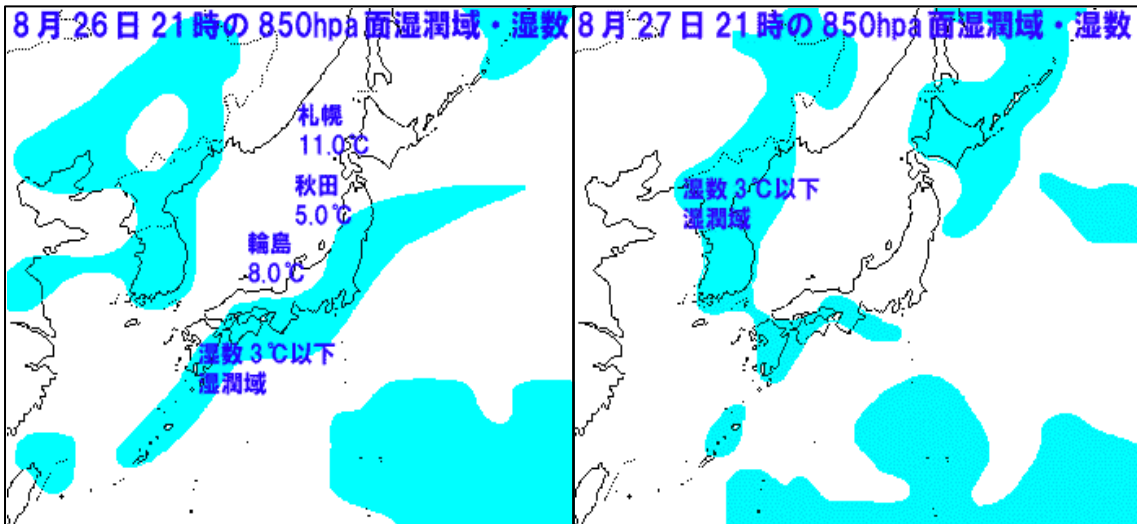 8月26日21時の850hpa面湿潤域・湿数
札幌
11.0℃
秋田
5.0℃
輪島
8.0℃
湿数3℃以下
湿潤域
8月27日21時の850hpa面湿潤域・湿数
湿数3℃以下
湿潤域